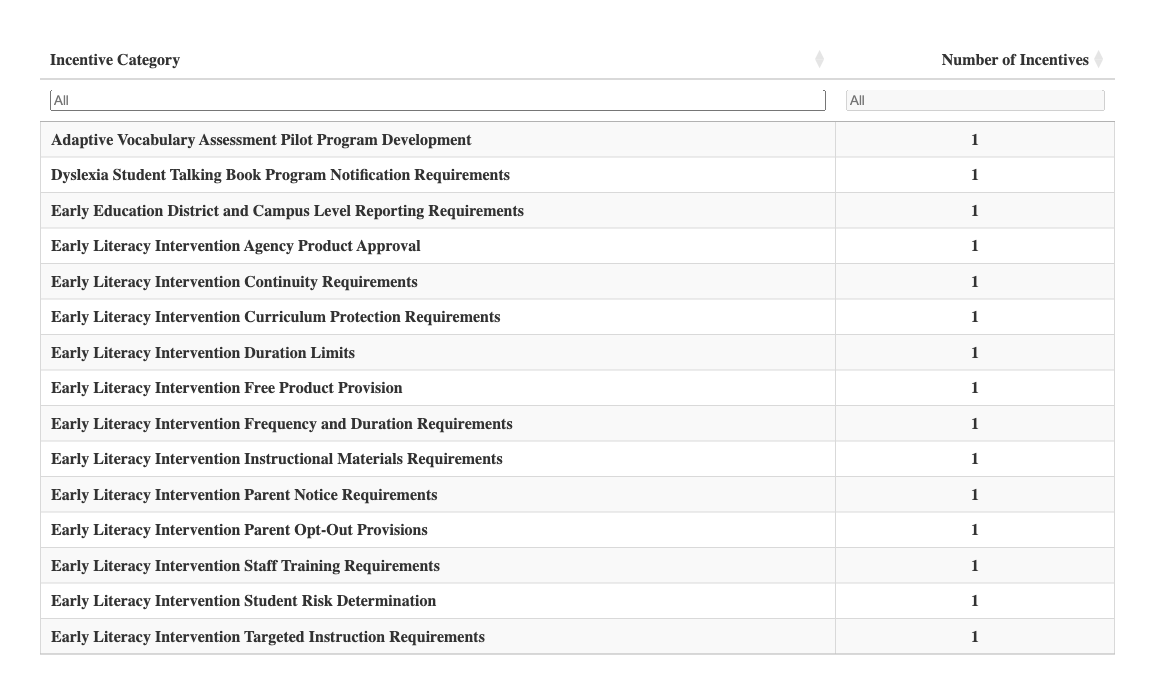 Incentive Category Number of Incentives
All All
Adaptive Vocabulary Assessment Pilot Program Development 1
Dyslexia Student Talking Book Program Notification Requirements 1
Early Education District and Campus Level Reporting Requirements 1
Early Literacy Intervention Agency Product Approval 1
Early Literacy Intervention Continuity Requirements 1
Early Literacy Intervention Curriculum Protection Requirements 1
Early Literacy Intervention Duration Limits 1
Early Literacy Intervention Free Product Provision 1
Early Literacy Intervention Frequency and Duration Requirements 1
Early Literacy Intervention Instructional Materials Requirements 1
Early Literacy Intervention Parent Notice Requirements 1
Early Literacy Intervention Parent Opt-Out Provisions 1
Early Literacy Intervention Staff Training Requirements 1
Early Literacy Intervention Student Risk Determination 1
Early Literacy Intervention Targeted Instruction Requirements 1